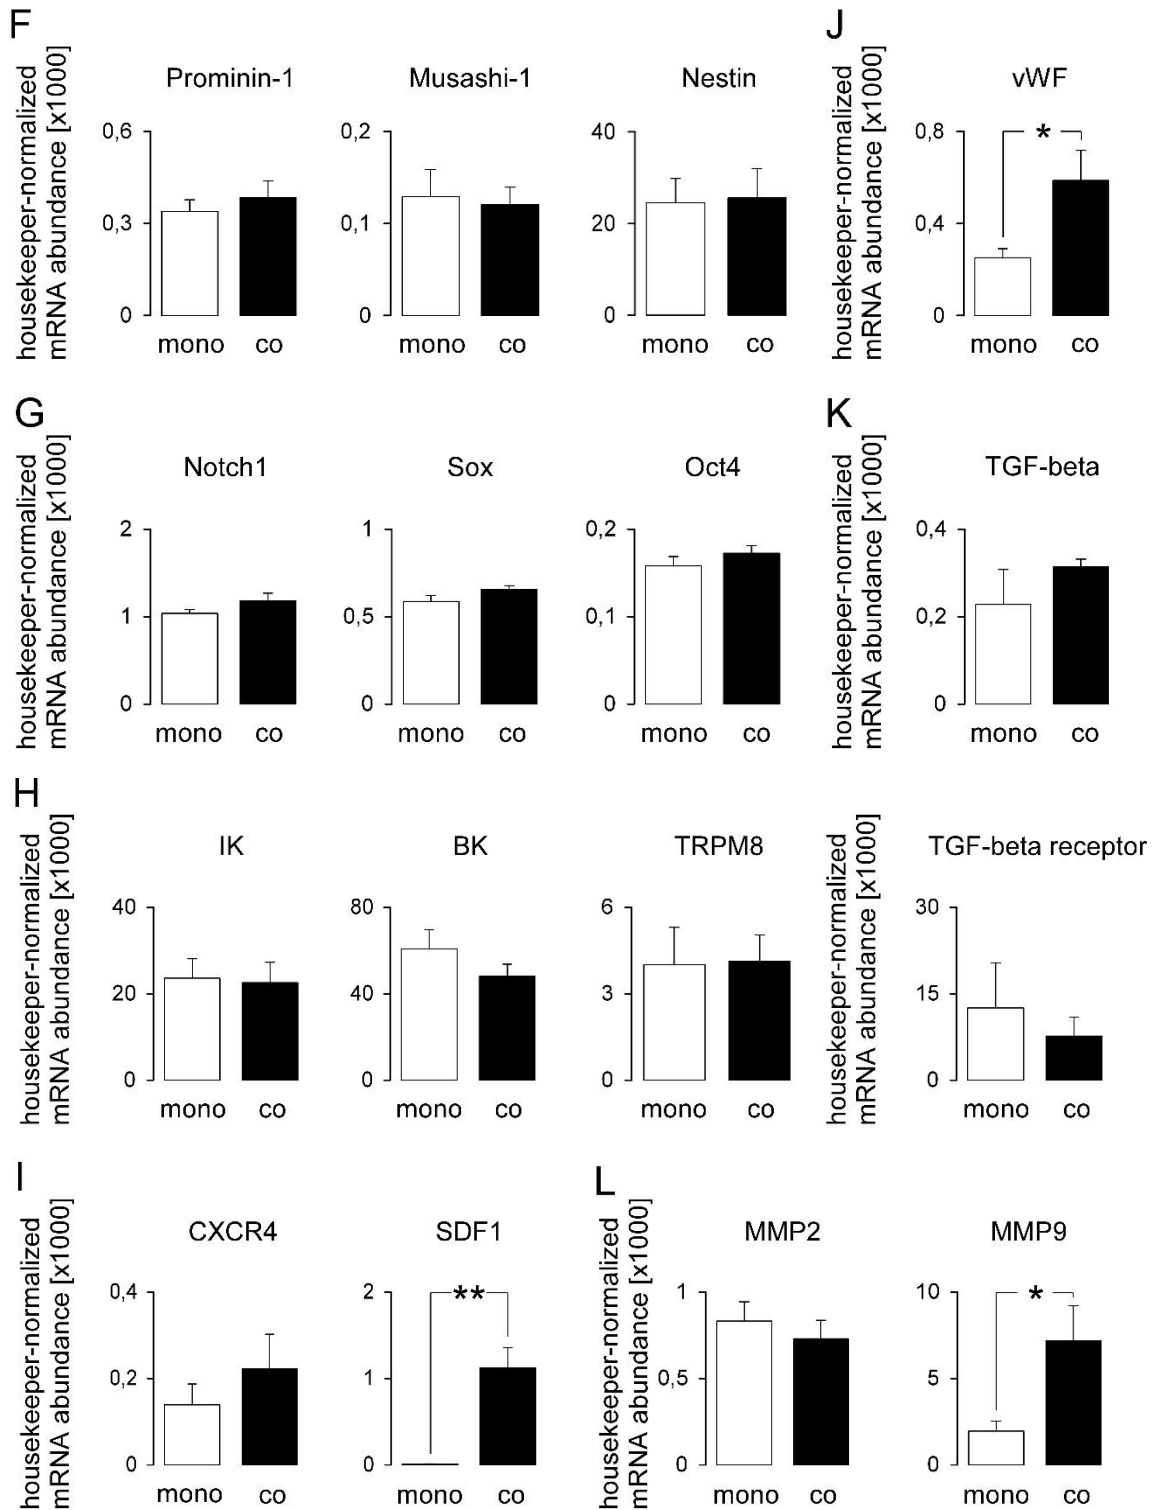 F
housekeeper-normalized
mRNA abundance [x1000]
Prominin-1
0,6
0,3
0
mono co
Musashi-1
0,2
0,1
0
mono co
Nestin
40
20
0
mono co
J
housekeeper-normalized
mRNA abundance [x1000]
vWF
0,8
0,4
0
*
mono co
G
housekeeper-normalized
mRNA abundance [x1000]
Notch1
2
1
0
mono co
Sox
1
0,5
0
mono co
Oct4
0,2
0,1
0
mono co
K
housekeeper-normalized
mRNA abundance [x1000]
TGF-beta
0,4
0,2
0
mono co
H
housekeeper-normalized
mRNA abundance [x1000]
IK
40
20
0
mono co
BK
80
40
0
mono co
TRPM8
6
3
0
mono co
housekeeper-normalized
mRNA abundance [x1000]
TGF-beta receptor
30
15
0
mono co
I
housekeeper-normalized
mRNA abundance [x1000]
CXCR4
0,4
0,2
0
mono co
SDF1
2
1
0
**
mono co
L
housekeeper-normalized
mRNA abundance [x1000]
MMP2
1
0,5
0
mono co
MMP9
10
5
0
*
mono co